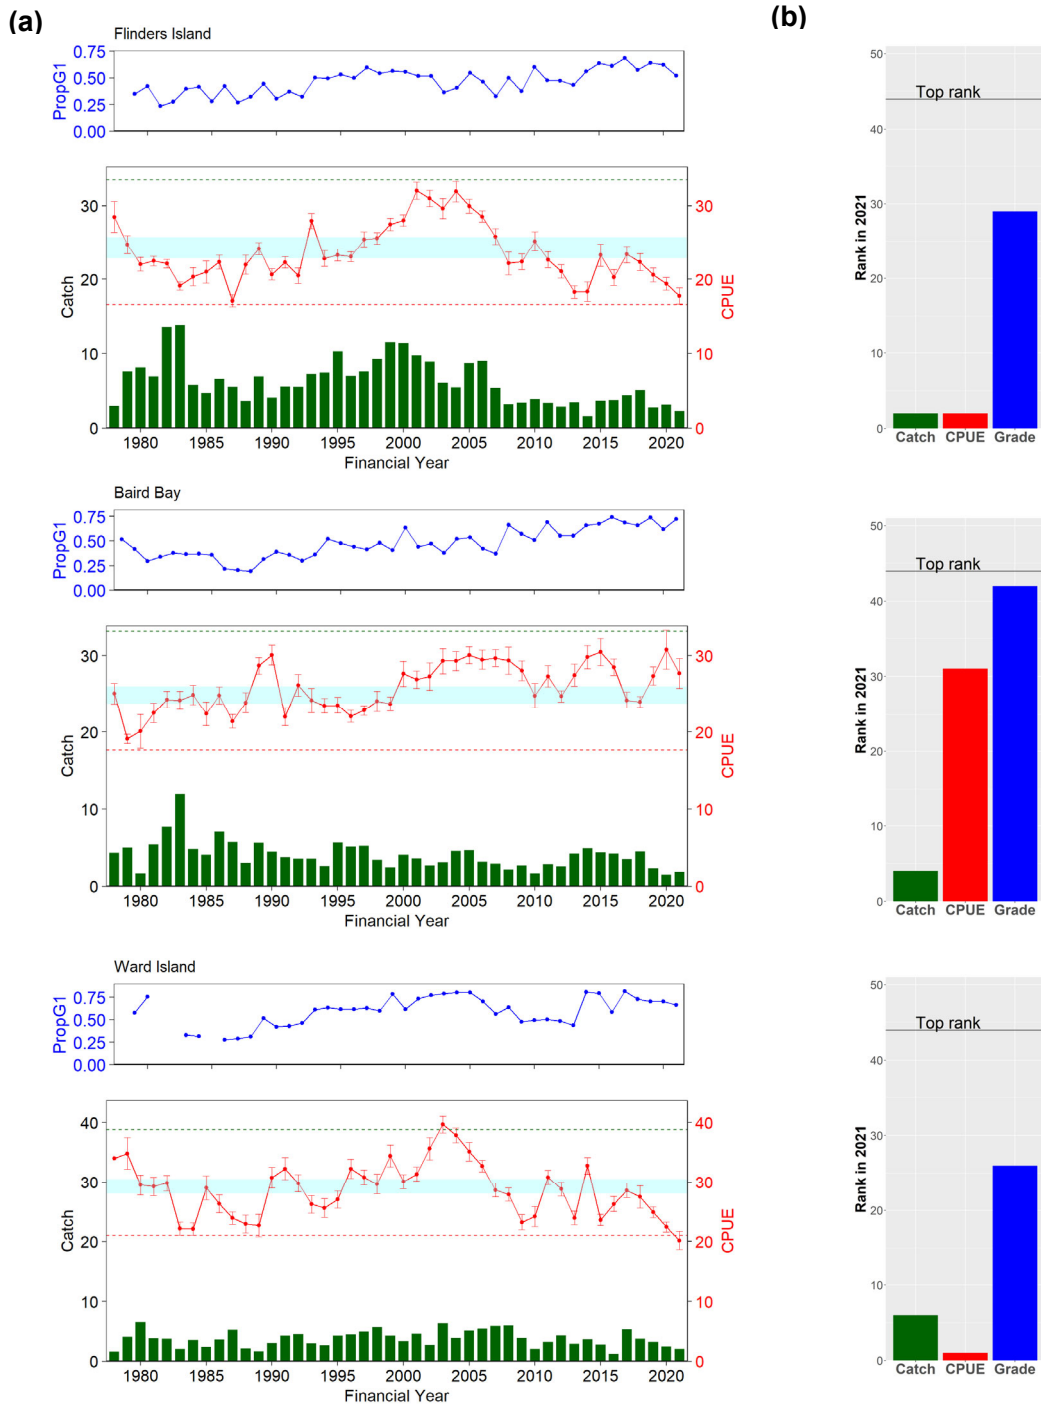 (a)
(b)
Flinders Island
0.75
0.50
0.25
0.00
PropG1
30
20
10
0
Catch
30
20
10
0
CPUE
1980 1985 1990 1995 2000 2005 2010 2015 2020
Financial Year
50
40
30
20
10
0
Rank in 2021
Top rank
Catch CPUE Grade
Baird Bay
0.75
0.50
0.25
0.00
PropG1
30
20
10
0
Catch
30
20
10
0
CPUE
1980 1985 1990 1995 2000 2005 2010 2015 2020
Financial Year
50
40
30
20
10
0
Rank in 2021
Top rank
Catch CPUE Grade
Ward Island
0.75
0.50
0.25
0.00
PropG1
40
30
20
10
0
Catch
40
30
20
10
0
CPUE
1980 1985 1990 1995 2000 2005 2010 2015 2020
Financial Year
50
40
30
20
10
0
Rank in 2021
Top rank
Catch CPUE Grade